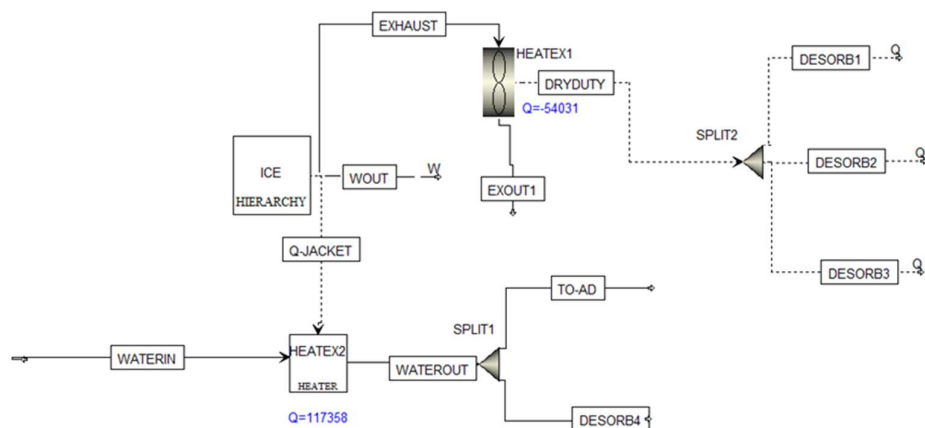 EXHAUST
HEATEX1
DRYDUTY
Q=-54031
DESORB1
Q
SPLIT2
DESORB2
Q
ICE
HIERARCHY
WOUT
W
EXOUT1
Q-JACKET
DESORB3
Q
TO-AD
SPLIT1
WATERIN
HEATEX2
HEATER
WATEROUT
Q=117358
DESORB4